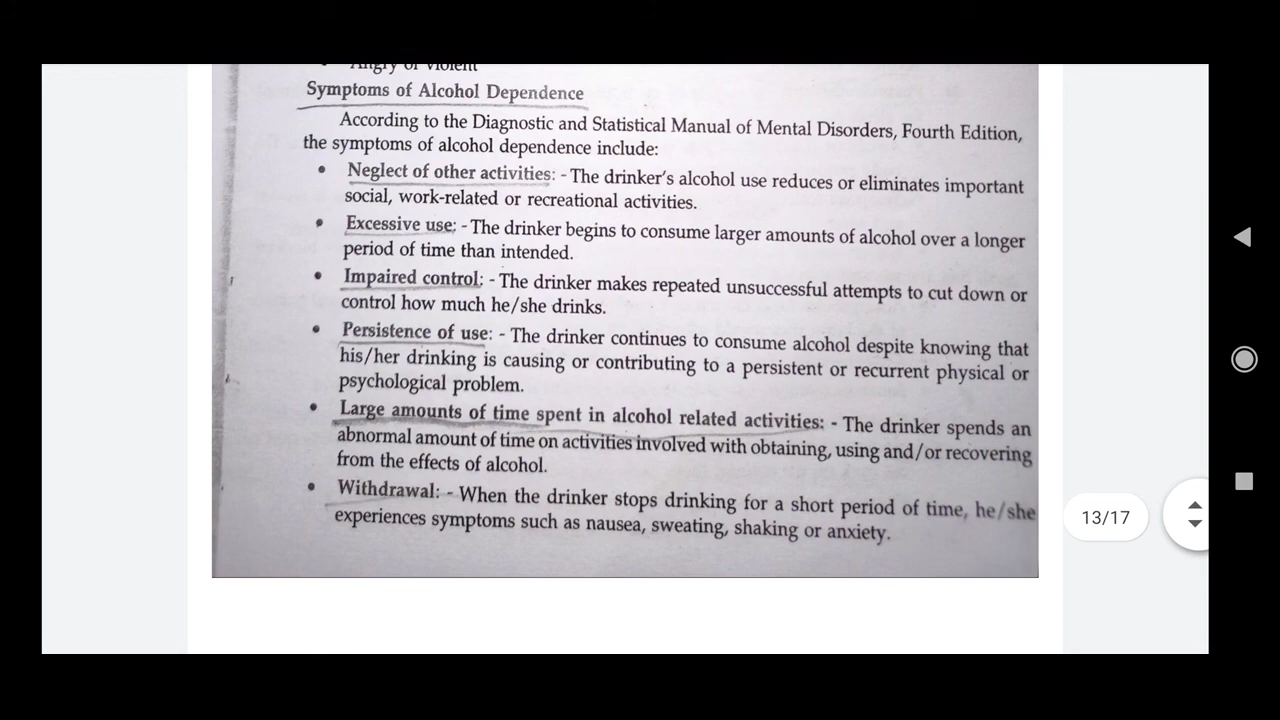 Angry or violent
Symptoms of Alcohol Dependence
According to the Diagnostic and Statistical Manual of Mental Disorders, Fourth Edition,
the symptoms of alcohol dependence include:
• Neglect of other activities: - The drinker's alcohol use reduces or eliminates important
social, work-related or recreational activities.
• Excessive use: - The drinker begins to consume larger amounts of alcohol over a longer
period of time than intended.
• Impaired control: - The drinker makes repeated unsuccessful attempts to cut down or
control how much he/she drinks.
• Persistence of use: - The drinker continues to consume alcohol despite knowing that
his/her drinking is causing or contributing to a persistent or recurrent physical or
psychological problem.
• Large amounts of time spent in alcohol related activities: - The drinker spends an
abnormal amount of time on activities involved with obtaining, using and/or recovering
from the effects of alcohol.
• Withdrawal: - When the drinker stops drinking for a short period of time, he/she
experiences symptoms such as nausea, sweating, shaking or anxiety.
13/17